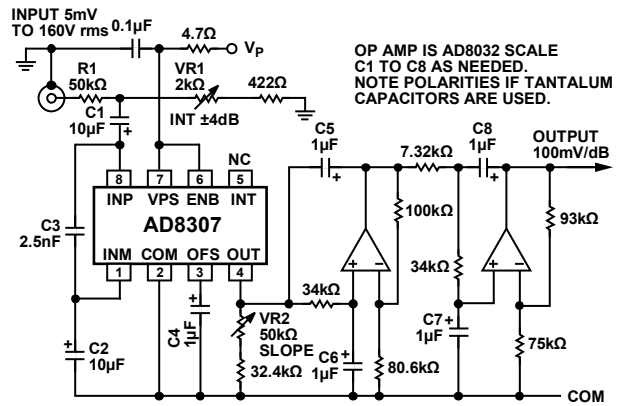 INPUT 5mV
TO 160V rms
0.1µF
4.7Ω
VP
R1
50kΩ
VR1
2kΩ
422Ω
INT ±4dB
C1
10µF
OP AMP IS AD8032 SCALE
C1 TO C8 AS NEEDED.
NOTE POLARITIES IF TANTALUM
CAPACITORS ARE USED.
C5
1µF
7.32kΩ
C8
1µF
OUTPUT
100mV/dB
NC
8 7 6 5
INP VPS ENB INT
AD8307
INM COM OFS OUT
1 2 3 4
C3
2.5nF
C2
10µF
C4
1µF
VR2
50kΩ
SLOPE
32.4kΩ
34kΩ
C6
1µF
100kΩ
80.6kΩ
34kΩ
C7
1µF
93kΩ
75kΩ
COM
+
+
+
+
+
+
+
+ −
+ −